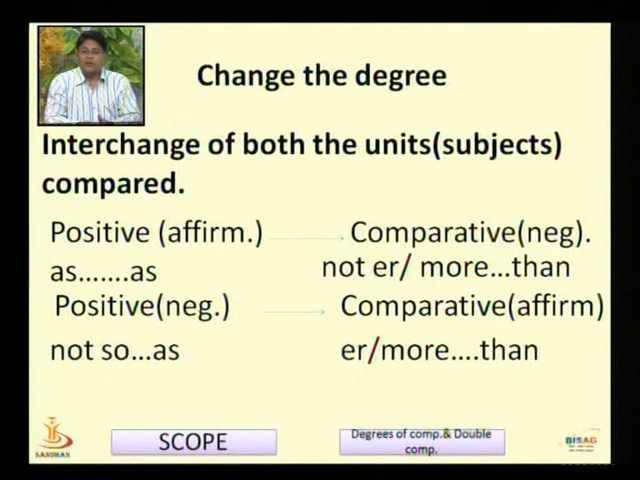 Change the degree
Interchange of both the units(subjects)
compared.
Positive (affirm.)
Comparative(neg).
as.......as
not er/ more...than
Positive(neg.)
Comparative(affirm)
not so...as
er/more....than
SANDHAN
SCOPE
Degrees of comp.& Double
comp.
BISAG